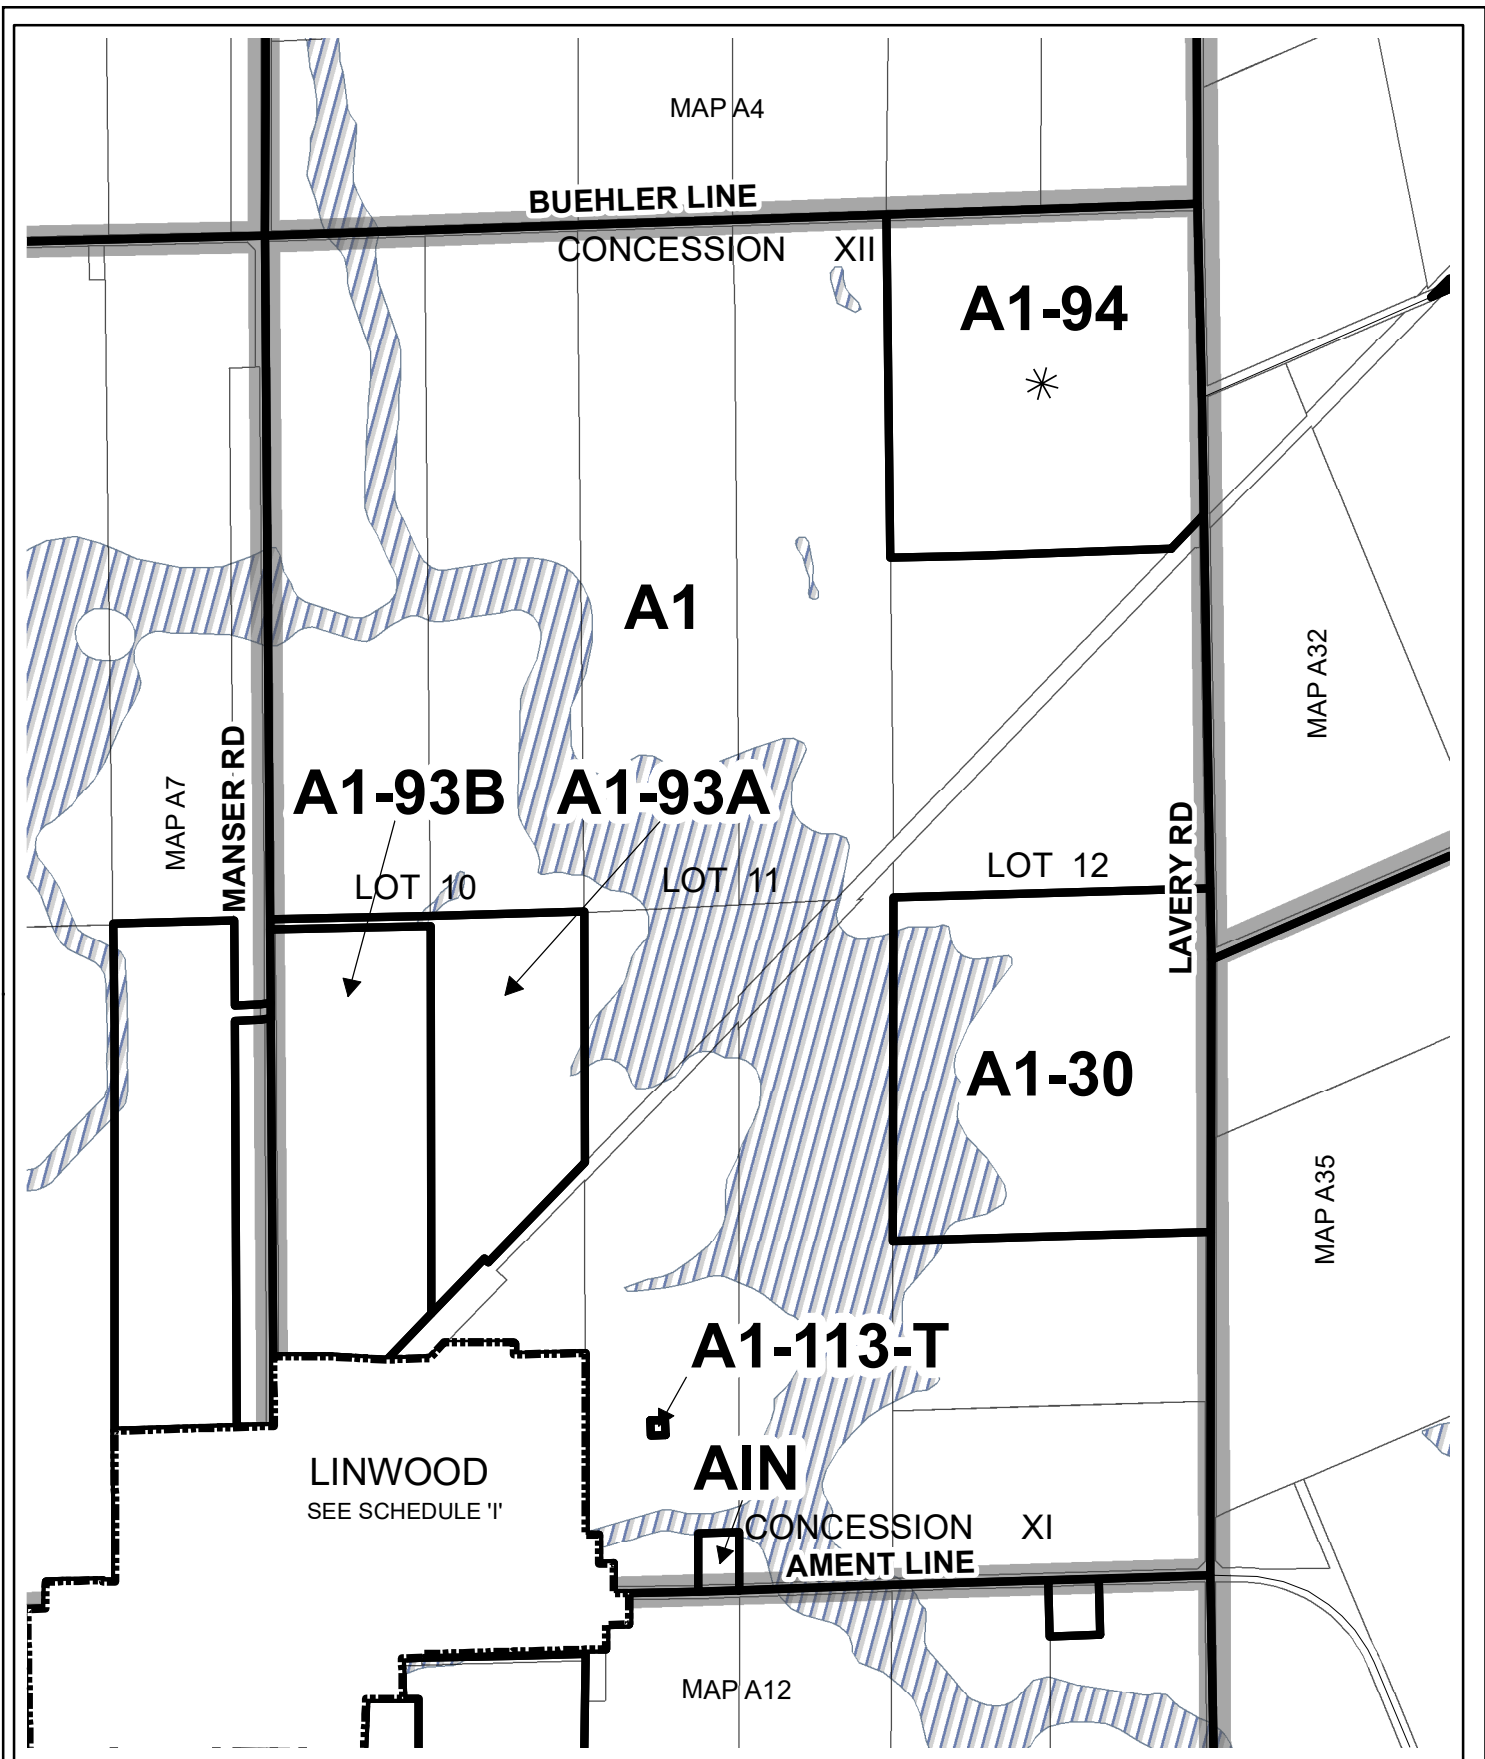 MAP A4
BUEHLER LINE
CONCESSION XII
A1-94
A1
MAP A32
MANSER RD
MAP A7
A1-93B
A1-93A
LAVERY RD
LOT 10
LOT 11
LOT 12
A1-30
MAP A35
A1-113-T
AIN
LINWOOD
SEE SCHEDULE 'I'
CONCESSION XI
AMENT LINE
MAP A12